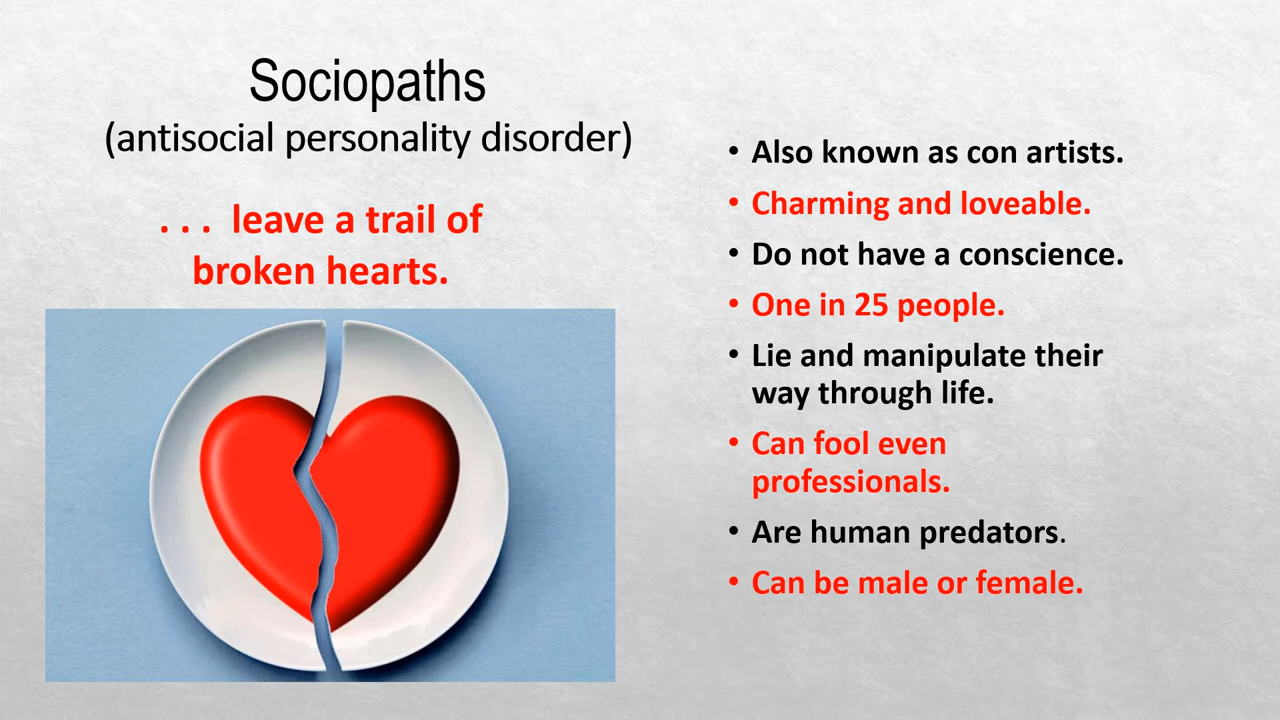 Sociopaths
(antisocial personality disorder)
. . . leave a trail of
broken hearts.
• Also known as con artists.
• Charming and loveable.
• Do not have a conscience.
• One in 25 people.
• Lie and manipulate their
way through life.
• Can fool even
professionals.
• Are human predators.
• Can be male or female.